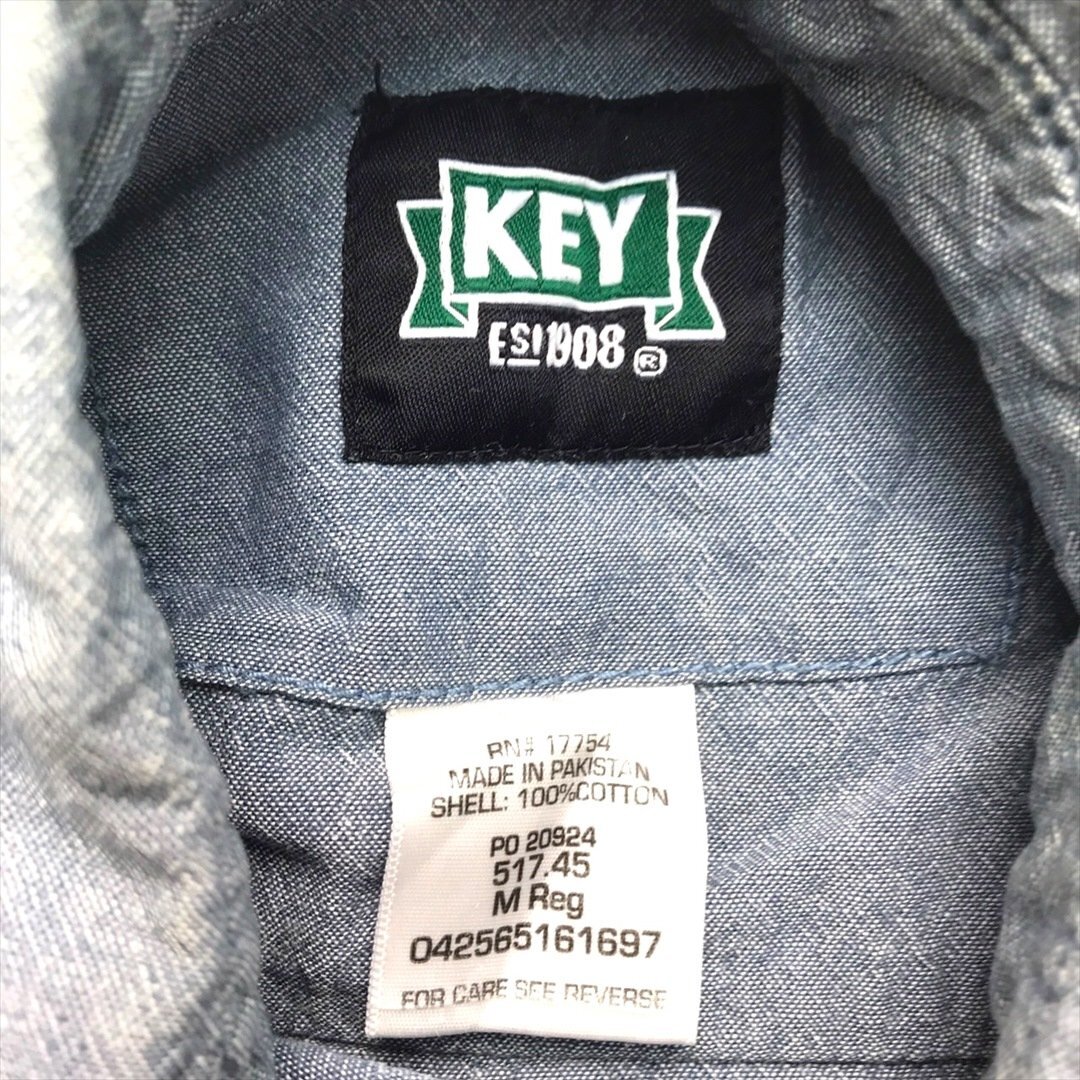 KEY
EST 1908 ®
RN# 17754
MADE IN PAKISTAN
SHELL: 100%COTTON
PO 20924
517.45
M Reg
042565161697
FOR CARE SEE REVERSE